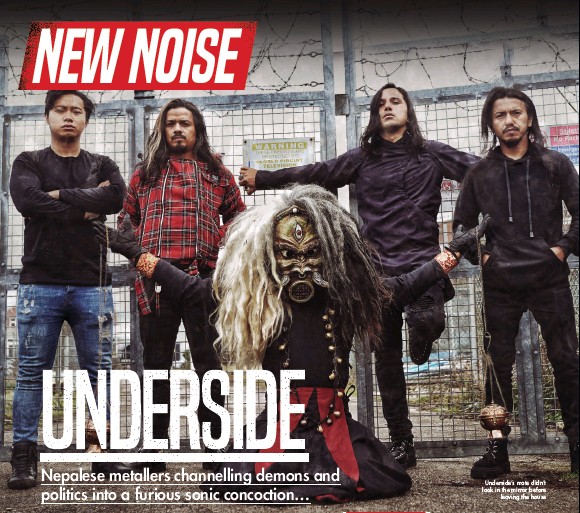 NEW NOISE
WARNING
UNDERSIDE
Nepalese metallers channelling demons and
politics into a furious sonic concoction…
Underside's mate didn't
look in the mirror before
leaving the house